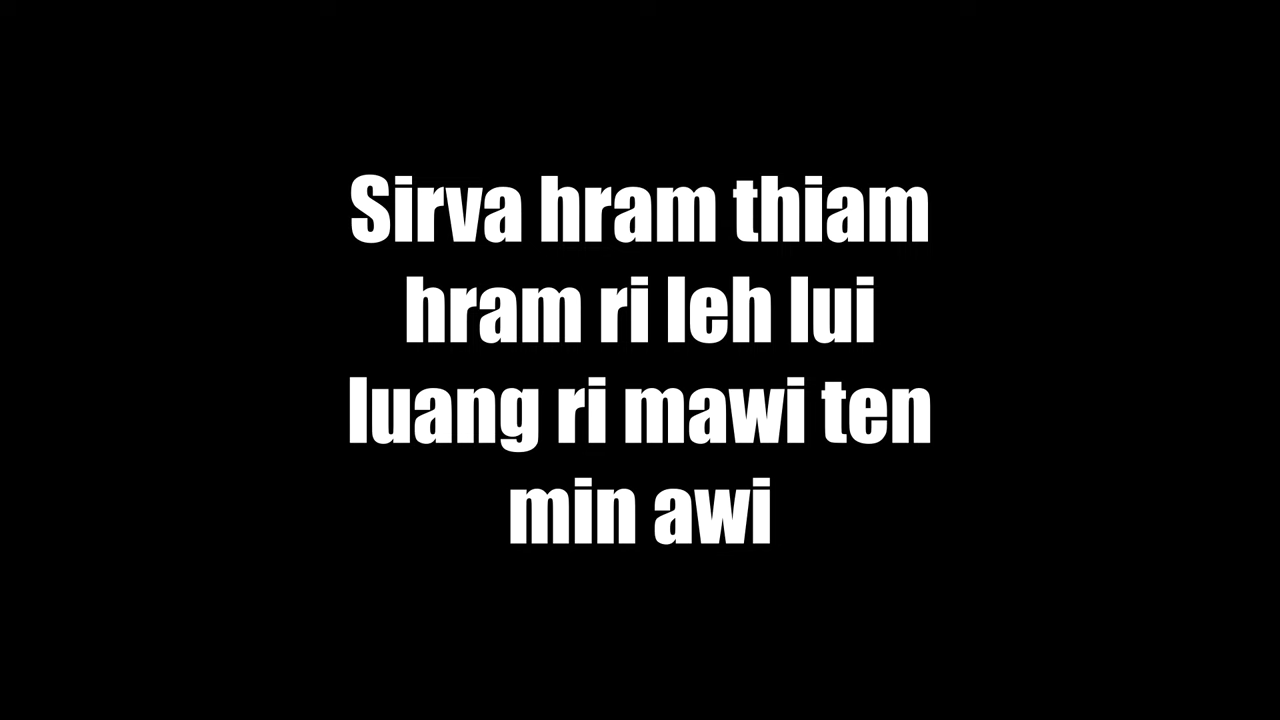 Sirva hram thiam
hram ri leh lui
luang ri mawi ten
min awi